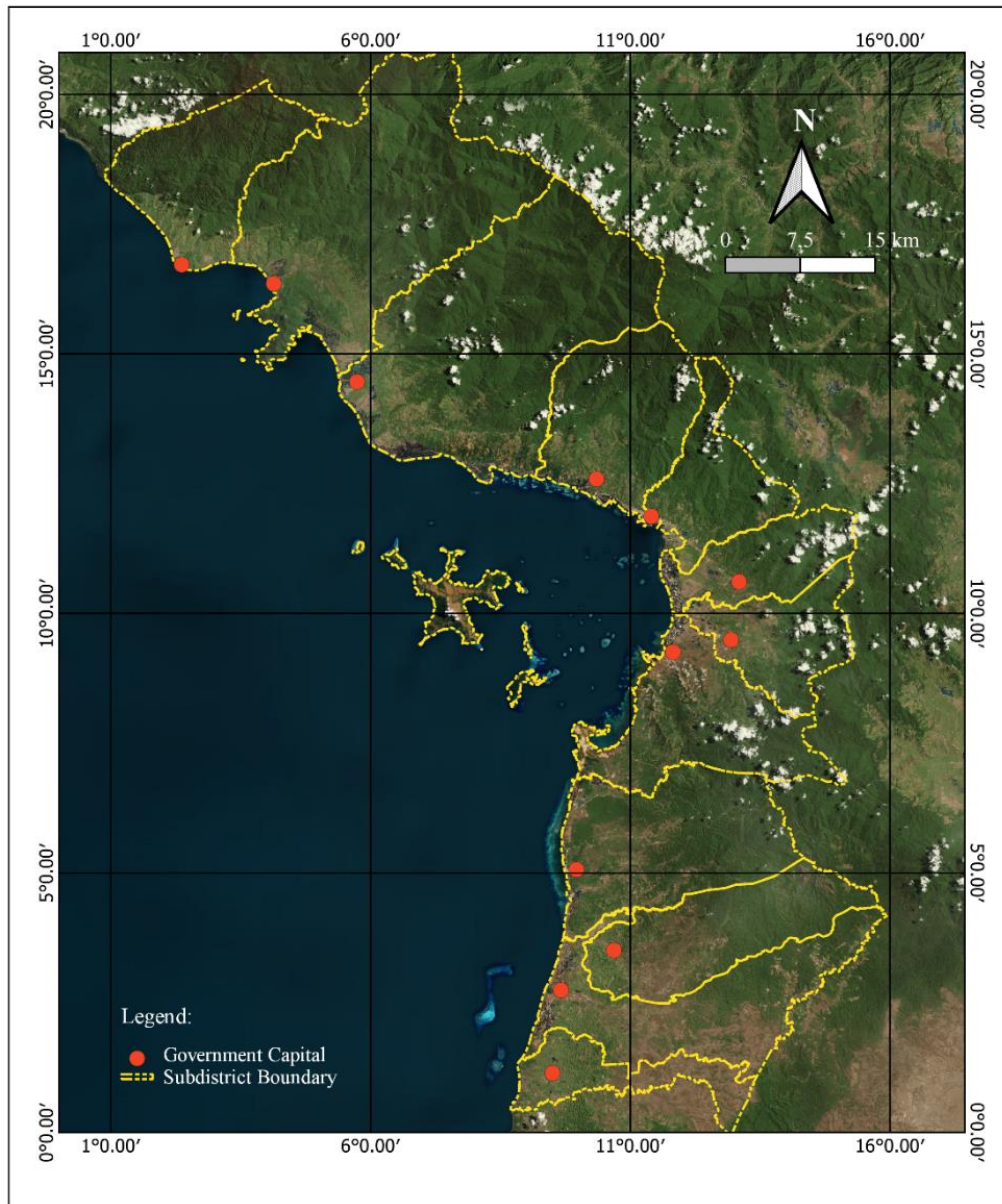 1°0.00′ 6°0.00′ 11°0.00′ 16°0.00′
20°0.00′ 20°0.00′
N
0 7.5 15 km
15°0.00′ 15°0.00′
10°0.00′ 10°0.00′
5°0.00′ 5°0.00′
Legend:
Government Capital
Subdistrict Boundary
0°0.00′ 0°0.00′
1°0.00′ 6°0.00′ 11°0.00′ 16°0.00′